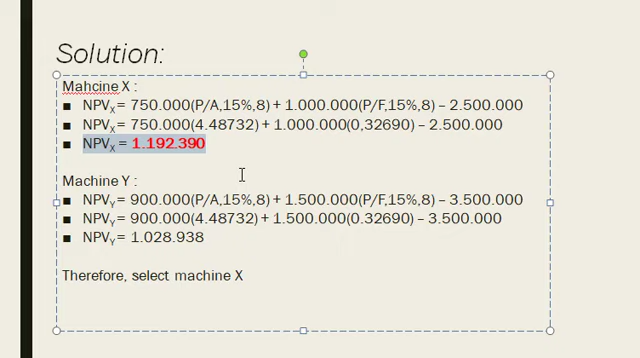 Solution:
Mahcine X :
■ NPVX = 750.000(P/A,15%,8) + 1.000.000(P/F,15%,8) – 2.500.000
■ NPVX = 750.000(4.48732) + 1.000.000(0,32690) – 2.500.000
■ NPVX = 1.192.390
Machine Y :
■ NPVY = 900.000(P/A,15%,8) + 1.500.000(P/F,15%,8) – 3.500.000
■ NPVY = 900.000(4.48732) + 1.500.000(0.32690) – 3.500.000
■ NPVY = 1.028.938
Therefore, select machine X